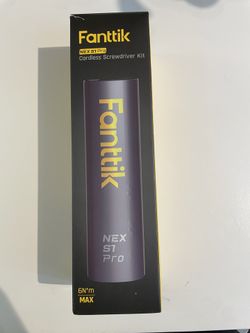 Fanttik
NEX S1 Pro
Cordless Screwdriver Kit
Fanttik
NEX
S1
Pro
6N*m
MAX